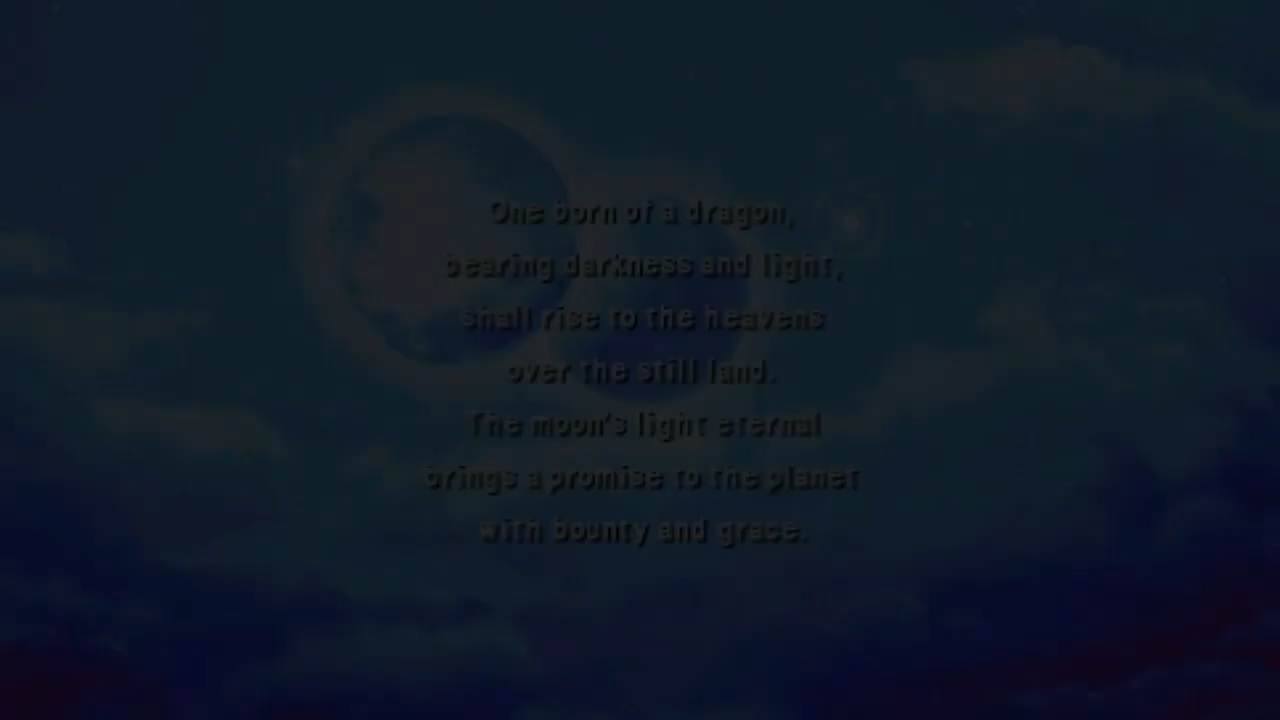 One born of a dragon,
bearing darkness and light,
shall rise to the heavens
over the still land.
The moon's light eternal
brings a promise to the planet
with bounty and grace.